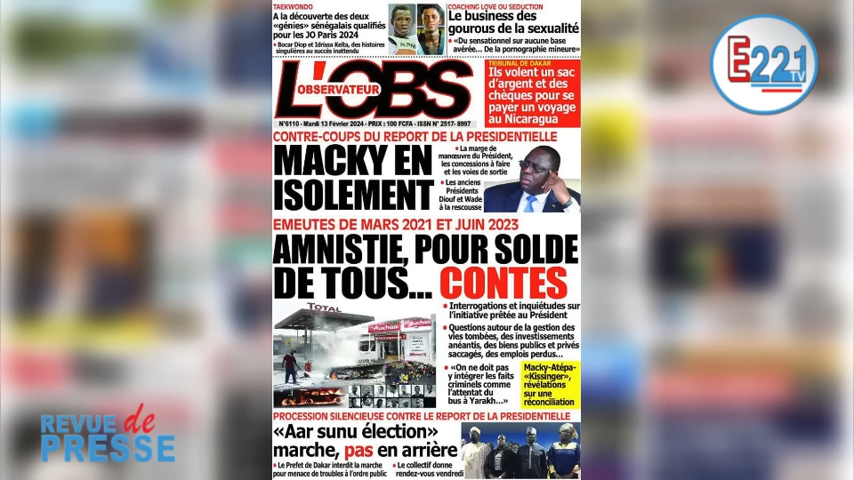 TAEKWONDO
A la découverte des deux
«génies» sénégalais qualifiés
pour les JO Paris 2024
• Bocar Diop et Idrissa Keita, des histoires
singulières au succès inattendu
COACHING LOVE OU SEDUCTION
Le business des
gourous de la sexualité
• «Du sensationnel sur aucune base
avérée... De la pornographie mineure»
E221
TV
L'OBS
OBSERVATEUR
N°6110 - Mardi 13 Février 2024 - PRIX : 100 FCFA - ISSN N° 2517- 8997
TRIBUNAL DE DAKAR
Ils volent un sac
d'argent et des
chèques pour se
payer un voyage
au Nicaragua
CONTRE-COUPS DU REPORT DE LA PRESIDENTIELLE
MACKY EN
ISOLEMENT
• La marge de
manœuvre du Président,
les concessions à faire
et les voies de sortie
• Les anciens
Présidents
Diouf et Wade
à la rescousse
EMEUTES DE MARS 2021 ET JUIN 2023
AMNISTIE, POUR SOLDE
DE TOUS... CONTES
TOTAL
Auchan
• Interrogations et inquiétudes sur
l'initiative prêtée au Président
• Questions autour de la gestion des
vies tombées, des investissements
anéantis, des biens publics et privés
saccagés, des emplois perdus...
• «On ne doit pas
y intégrer les faits
criminels comme
l'attentat du
bus à Yarakh...»
Macky-Atépa-
«Kissinger»,
révélations
sur une
réconciliation
PROCESSION SILENCIEUSE CONTRE LE REPORT DE LA PRESIDENTIELLE
«Aar sunu élection»
marche, pas en arrière
• Le Prefet de Dakar interdit la marche
pour menace de troubles à l'ordre public
• Le collectif donne
rendez-vous vendredi
REVUE de
PRESSE